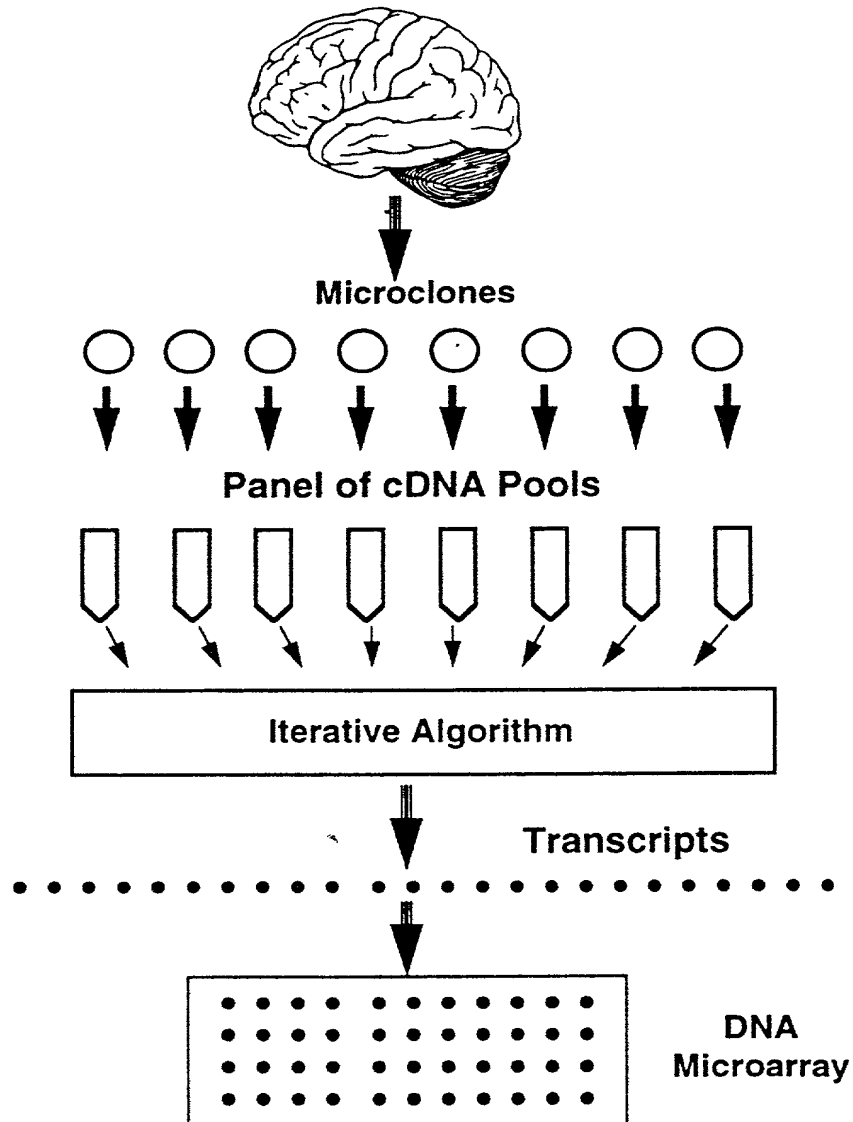 Microclones
Panel of cDNA Pools
Iterative Algorithm
Transcripts
DNA
Microarray